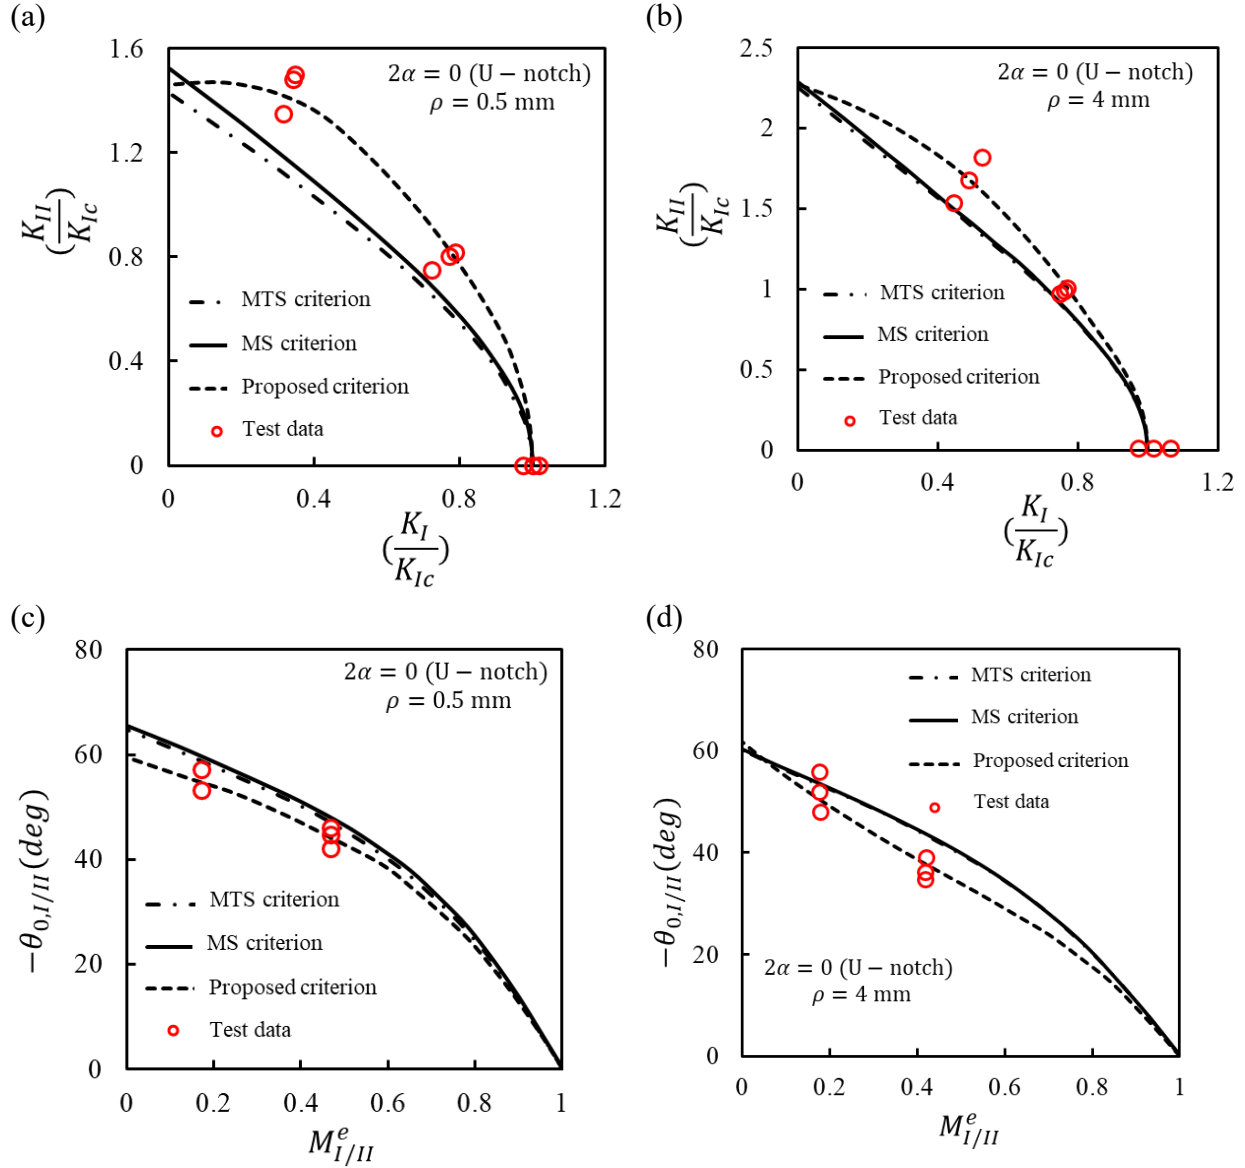 (a)
1.6
1.2
0.8
0.4
0
2α = 0 (U − notch)
ρ = 0.5 mm
MTS criterion
MS criterion
Proposed criterion
Test data
0 0.4 0.8 1.2
(K_II/K_Ic)
(K_I/K_Ic)
(b)
2.5
2
1.5
1
0.5
0
2α = 0 (U − notch)
ρ = 4 mm
MTS criterion
MS criterion
Proposed criterion
Test data
0 0.4 0.8 1.2
(K_II/K_Ic)
(K_I/K_Ic)
(c)
80
60
40
20
0
2α = 0 (U − notch)
ρ = 0.5 mm
MTS criterion
MS criterion
Proposed criterion
Test data
0 0.2 0.4 0.6 0.8 1
−θ_0,I/II(deg)
M^e_I/II
(d)
80
60
40
20
0
MTS criterion
MS criterion
Proposed criterion
Test data
2α = 0 (U − notch)
ρ = 4 mm
0 0.2 0.4 0.6 0.8 1
−θ_0,I/II(deg)
M^e_I/II